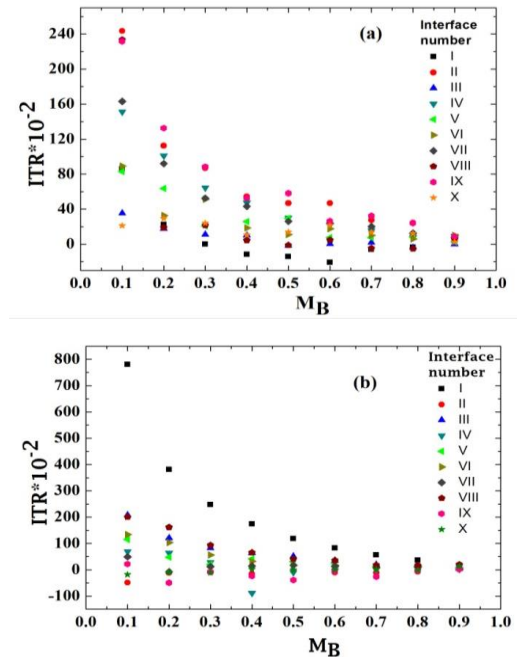 (a)
Interface
number
I
II
III
IV
V
VI
VII
VIII
IX
X
240
200
160
120
80
40
0
ITR*10-2
0.0 0.1 0.2 0.3 0.4 0.5 0.6 0.7 0.8 0.9 1.0
MB
(b)
Interface
number
I
II
III
IV
V
VI
VII
VIII
IX
X
800
700
600
500
400
300
200
100
0
-100
ITR*10-2
0.0 0.1 0.2 0.3 0.4 0.5 0.6 0.7 0.8 0.9 1.0
MB